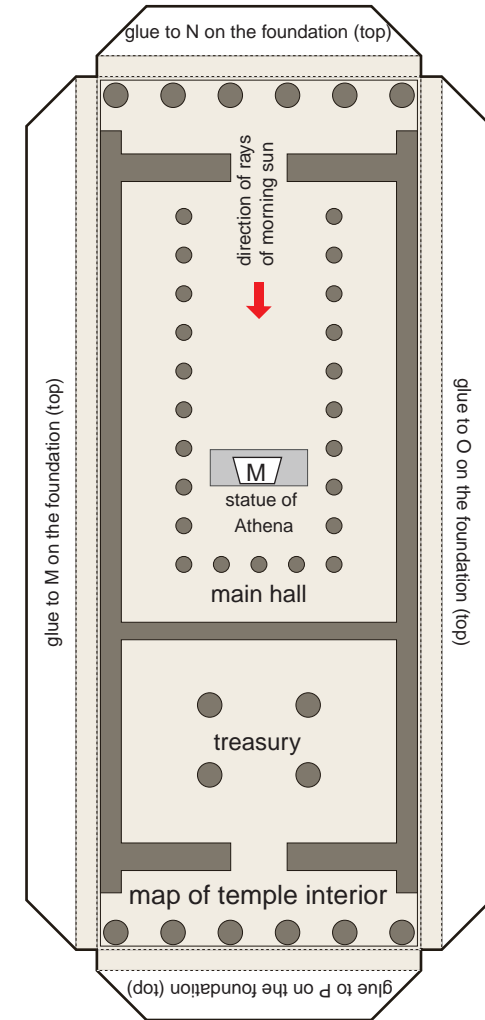 glue to N on the foundation (top)
direction of rays
of morning sun
glue to M on the foundation (top)
glue to O on the foundation (top)
M
statue of
Athena
main hall
treasury
map of temple interior
glue to P on the foundation (top)